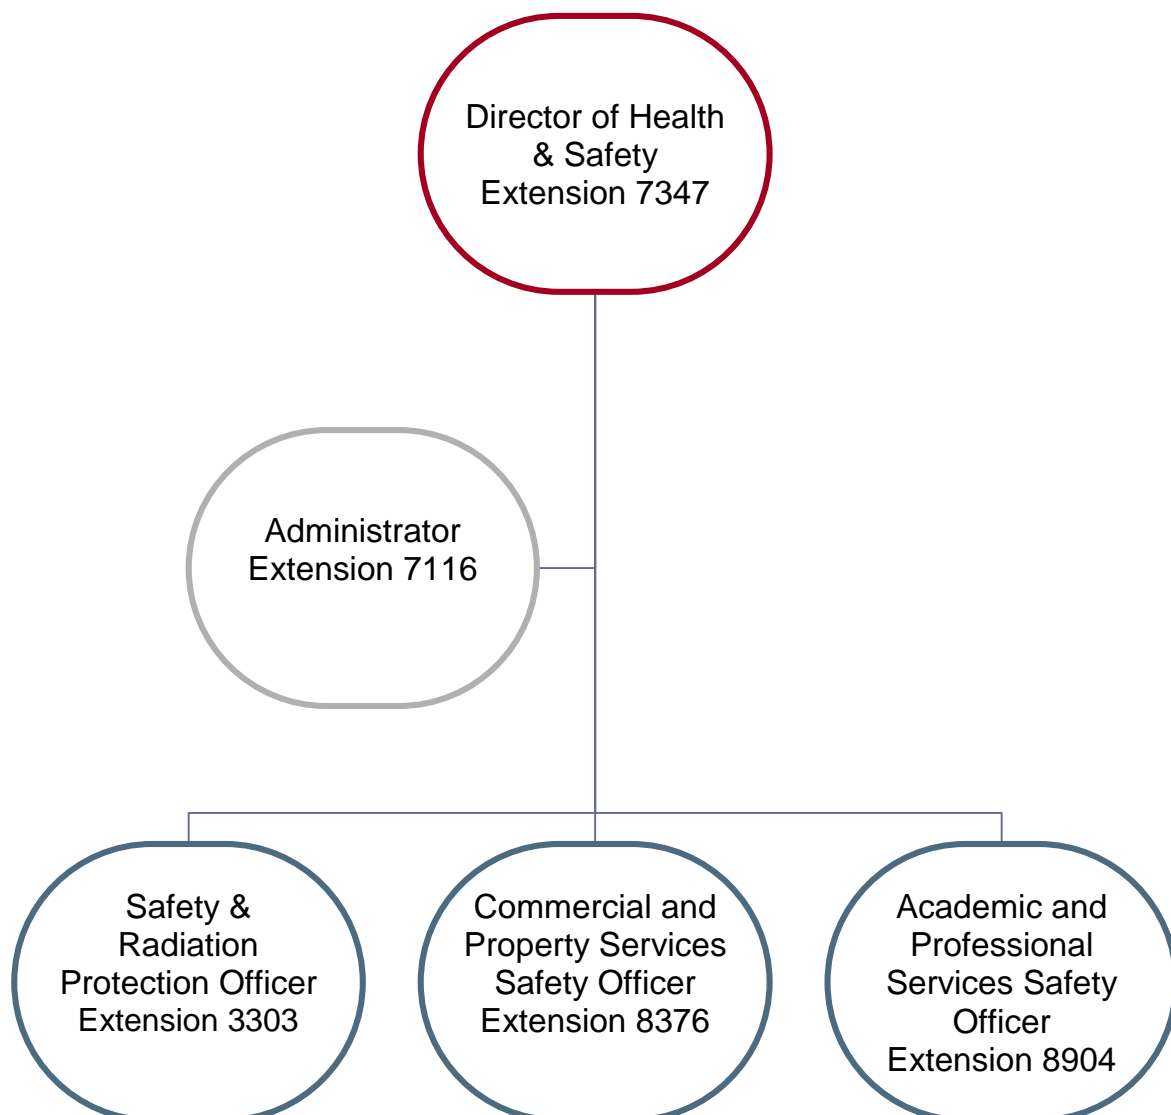 Director of Health
& Safety
Extension 7347
Administrator
Extension 7116
Safety &
Radiation
Protection Officer
Extension 3303
Commercial and
Property Services
Safety Officer
Extension 8376
Academic and
Professional
Services Safety
Officer
Extension 8904